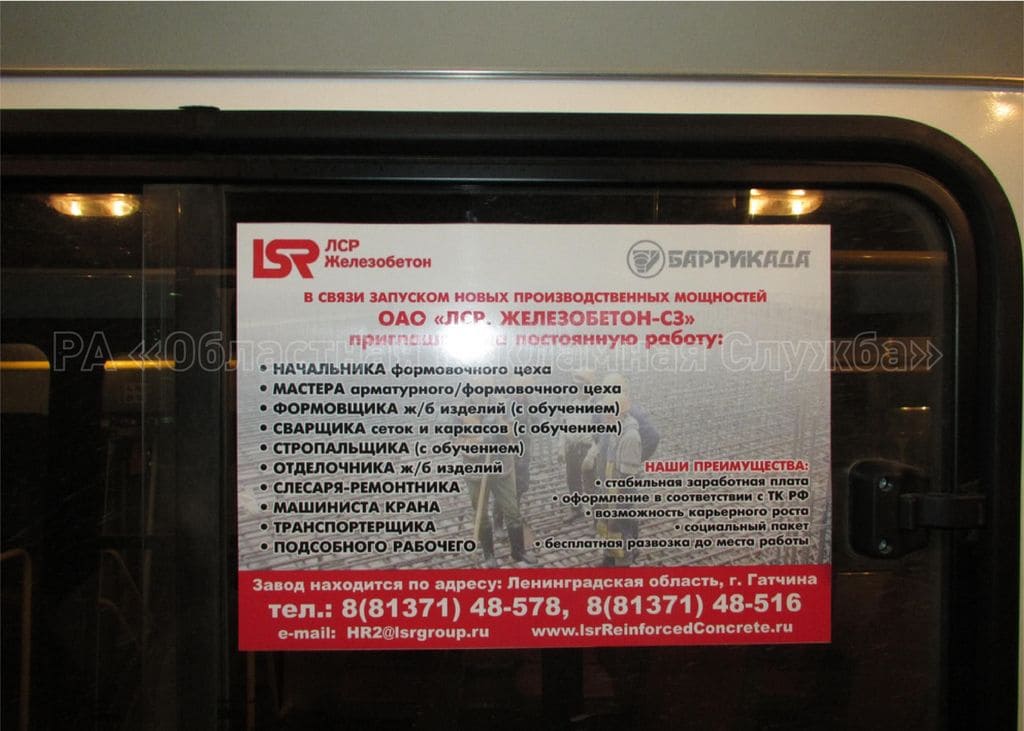 LSR ЛСР
Железобетон
БАРРИКАДА
В СВЯЗИ ЗАПУСКОМ НОВЫХ ПРОИЗВОДСТВЕННЫХ МОЩНОСТЕЙ
ОАО «ЛСР. ЖЕЛЕЗОБЕТОН-СЗ»
приглашает на постоянную работу:
РА «Областная Рекламная Служба»
• НАЧАЛЬНИКА формовочного цеха
• МАСТЕРА арматурного/формовочного цеха
• ФОРМОВЩИКА ж/б изделий (с обучением)
• СВАРЩИКА сеток и каркасов (с обучением)
• СТРОПАЛЬЩИКА (с обучением)
• ОТДЕЛОЧНИКА ж/б изделий
• СЛЕСАРЯ-РЕМОНТНИКА
• МАШИНИСТА КРАНА
• ТРАНСПОРТЕРЩИКА
• ПОДСОБНОГО РАБОЧЕГО
НАШИ ПРЕИМУЩЕСТВА:
• стабильная заработная плата
• оформление в соответствии с ТК РФ
• возможность карьерного роста
• социальный пакет
• бесплатная развозка до места работы
Завод находится по адресу: Ленинградская область, г. Гатчина
тел.: 8(81371) 48-578, 8(81371) 48-516
e-mail: HR2@lsrgroup.ru www.lsrReinforcedConcrete.ru